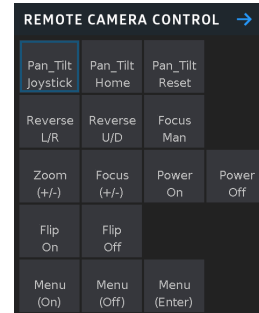 REMOTE CAMERA CONTROL →
Pan_Tilt Pan_Tilt Pan_Tilt
Joystick Home Reset
Reverse Reverse Focus
L/R U/D Man
Zoom Focus Power Power
(+/-) (+/-) On Off
Flip Flip
On Off
Menu Menu Menu
(On) (Off) (Enter)